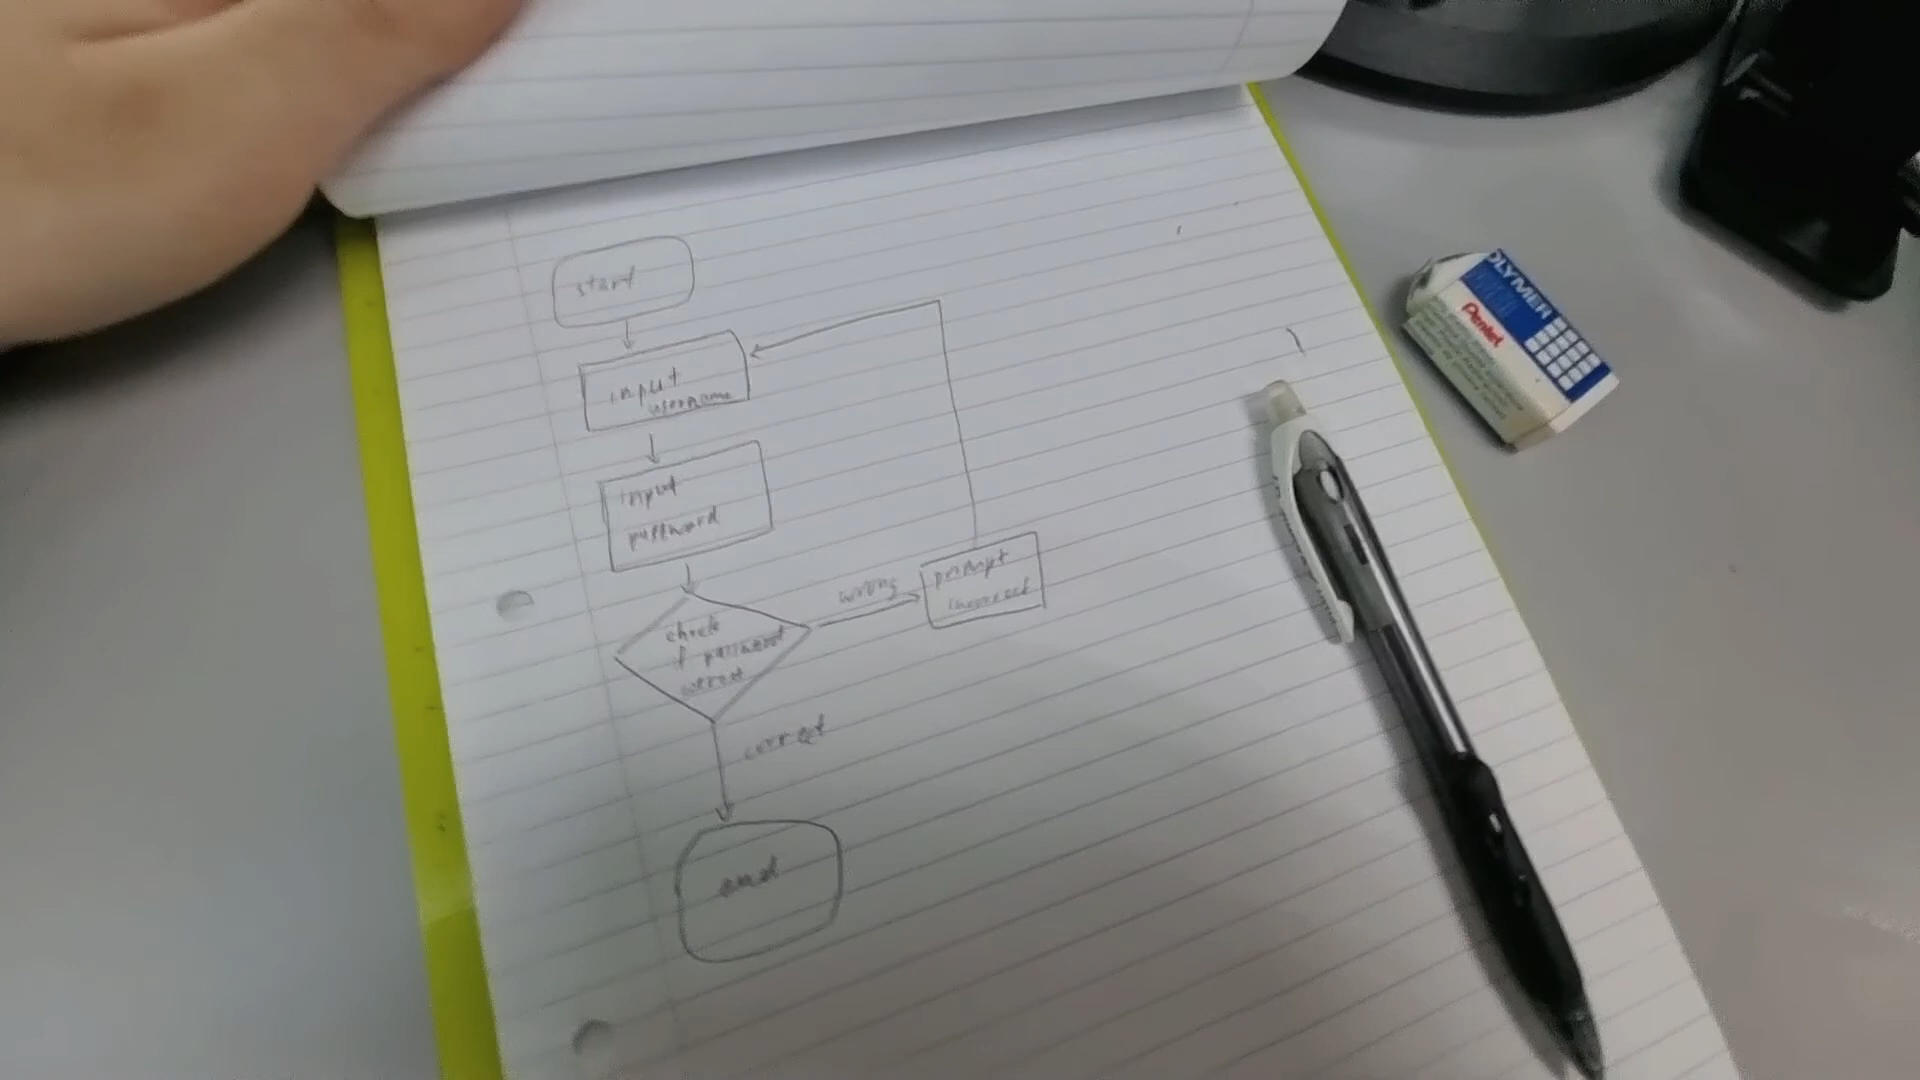 start
input
username
input
password
check
if password
correct
wrong
prompt
incorrect
correct
end
POLYMER
Pentel